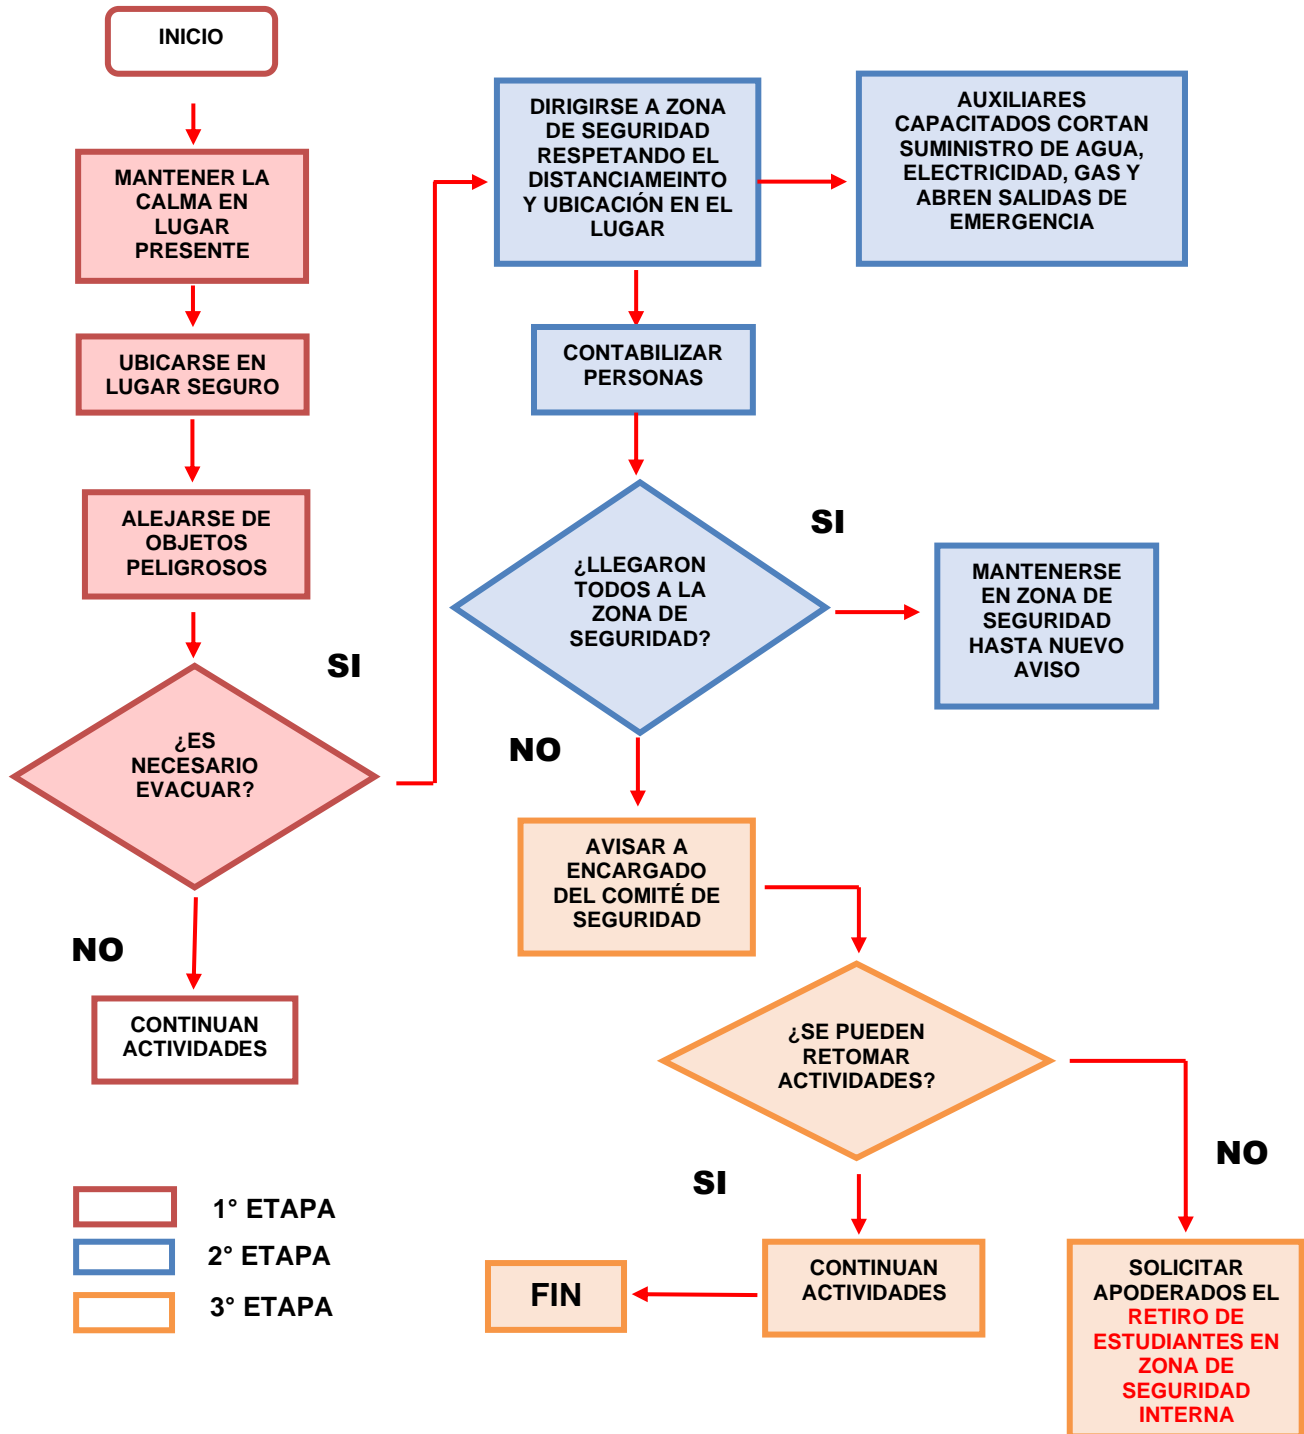 INICIO
MANTENER LA
CALMA EN
LUGAR
PRESENTE
UBICARSE EN
LUGAR SEGURO
ALEJARSE DE
OBJETOS
PELIGROSOS
SI
¿ES
NECESARIO
EVACUAR?
NO
CONTINUAN
ACTIVIDADES
DIRIGIRSE A ZONA
DE SEGURIDAD
RESPETANDO EL
DISTANCIAMEINTO
Y UBICACIÓN EN EL
LUGAR
AUXILIARES
CAPACITADOS CORTAN
SUMINISTRO DE AGUA,
ELECTRICIDAD, GAS Y
ABREN SALIDAS DE
EMERGENCIA
CONTABILIZAR
PERSONAS
¿LLEGARON
TODOS A LA
ZONA DE
SEGURIDAD?
SI
MANTENERSE
EN ZONA DE
SEGURIDAD
HASTA NUEVO
AVISO
NO
AVISAR A
ENCARGADO
DEL COMITÉ DE
SEGURIDAD
¿SE PUEDEN
RETOMAR
ACTIVIDADES?
SI
NO
CONTINUAN
ACTIVIDADES
FIN
SOLICITAR
APODERADOS EL
RETIRO DE
ESTUDIANTES EN
ZONA DE
SEGURIDAD
INTERNA
1° ETAPA
2° ETAPA
3° ETAPA